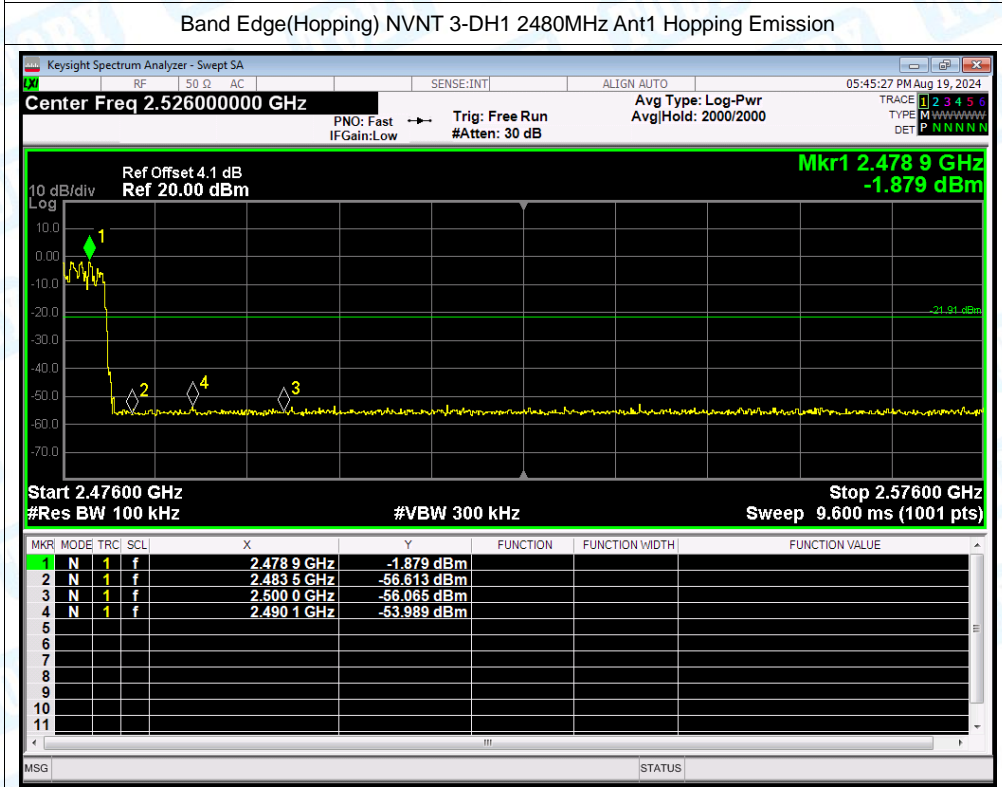 Band Edge(Hopping) NVNT 3-DH1 2480MHz Ant1 Hopping Emission
Keysight Spectrum Analyzer - Swept SA
LXI RF 50 Ω AC SENSE:INT ALIGN AUTO 05:45:27 PM Aug 19, 2024
Center Freq 2.526000000 GHz
PNO: Fast
IFGain:Low
Trig: Free Run
#Atten: 30 dB
Avg Type: Log-Pwr
Avg|Hold: 2000/2000
TRACE 1 2 3 4 5 6
TYPE M WWWWW
DET P N N N N N
Mkr1 2.478 9 GHz
-1.879 dBm
Ref Offset 4.1 dB
10 dB/div Ref 20.00 dBm
Log
10.0
0.00
-10.0
-20.0
-30.0
-40.0
-50.0
-60.0
-70.0
1
-21.91 dBm
2
4
3
Start 2.47600 GHz Stop 2.57600 GHz
#Res BW 100 kHz #VBW 300 kHz Sweep 9.600 ms (1001 pts)
MKR MODE TRC SCL X Y FUNCTION FUNCTION WIDTH FUNCTION VALUE
1 N 1 f 2.478 9 GHz -1.879 dBm
2 N 1 f 2.483 5 GHz -56.613 dBm
3 N 1 f 2.500 0 GHz -56.065 dBm
4 N 1 f 2.490 1 GHz -53.989 dBm
5
6
7
8
9
10
11
MSG STATUS